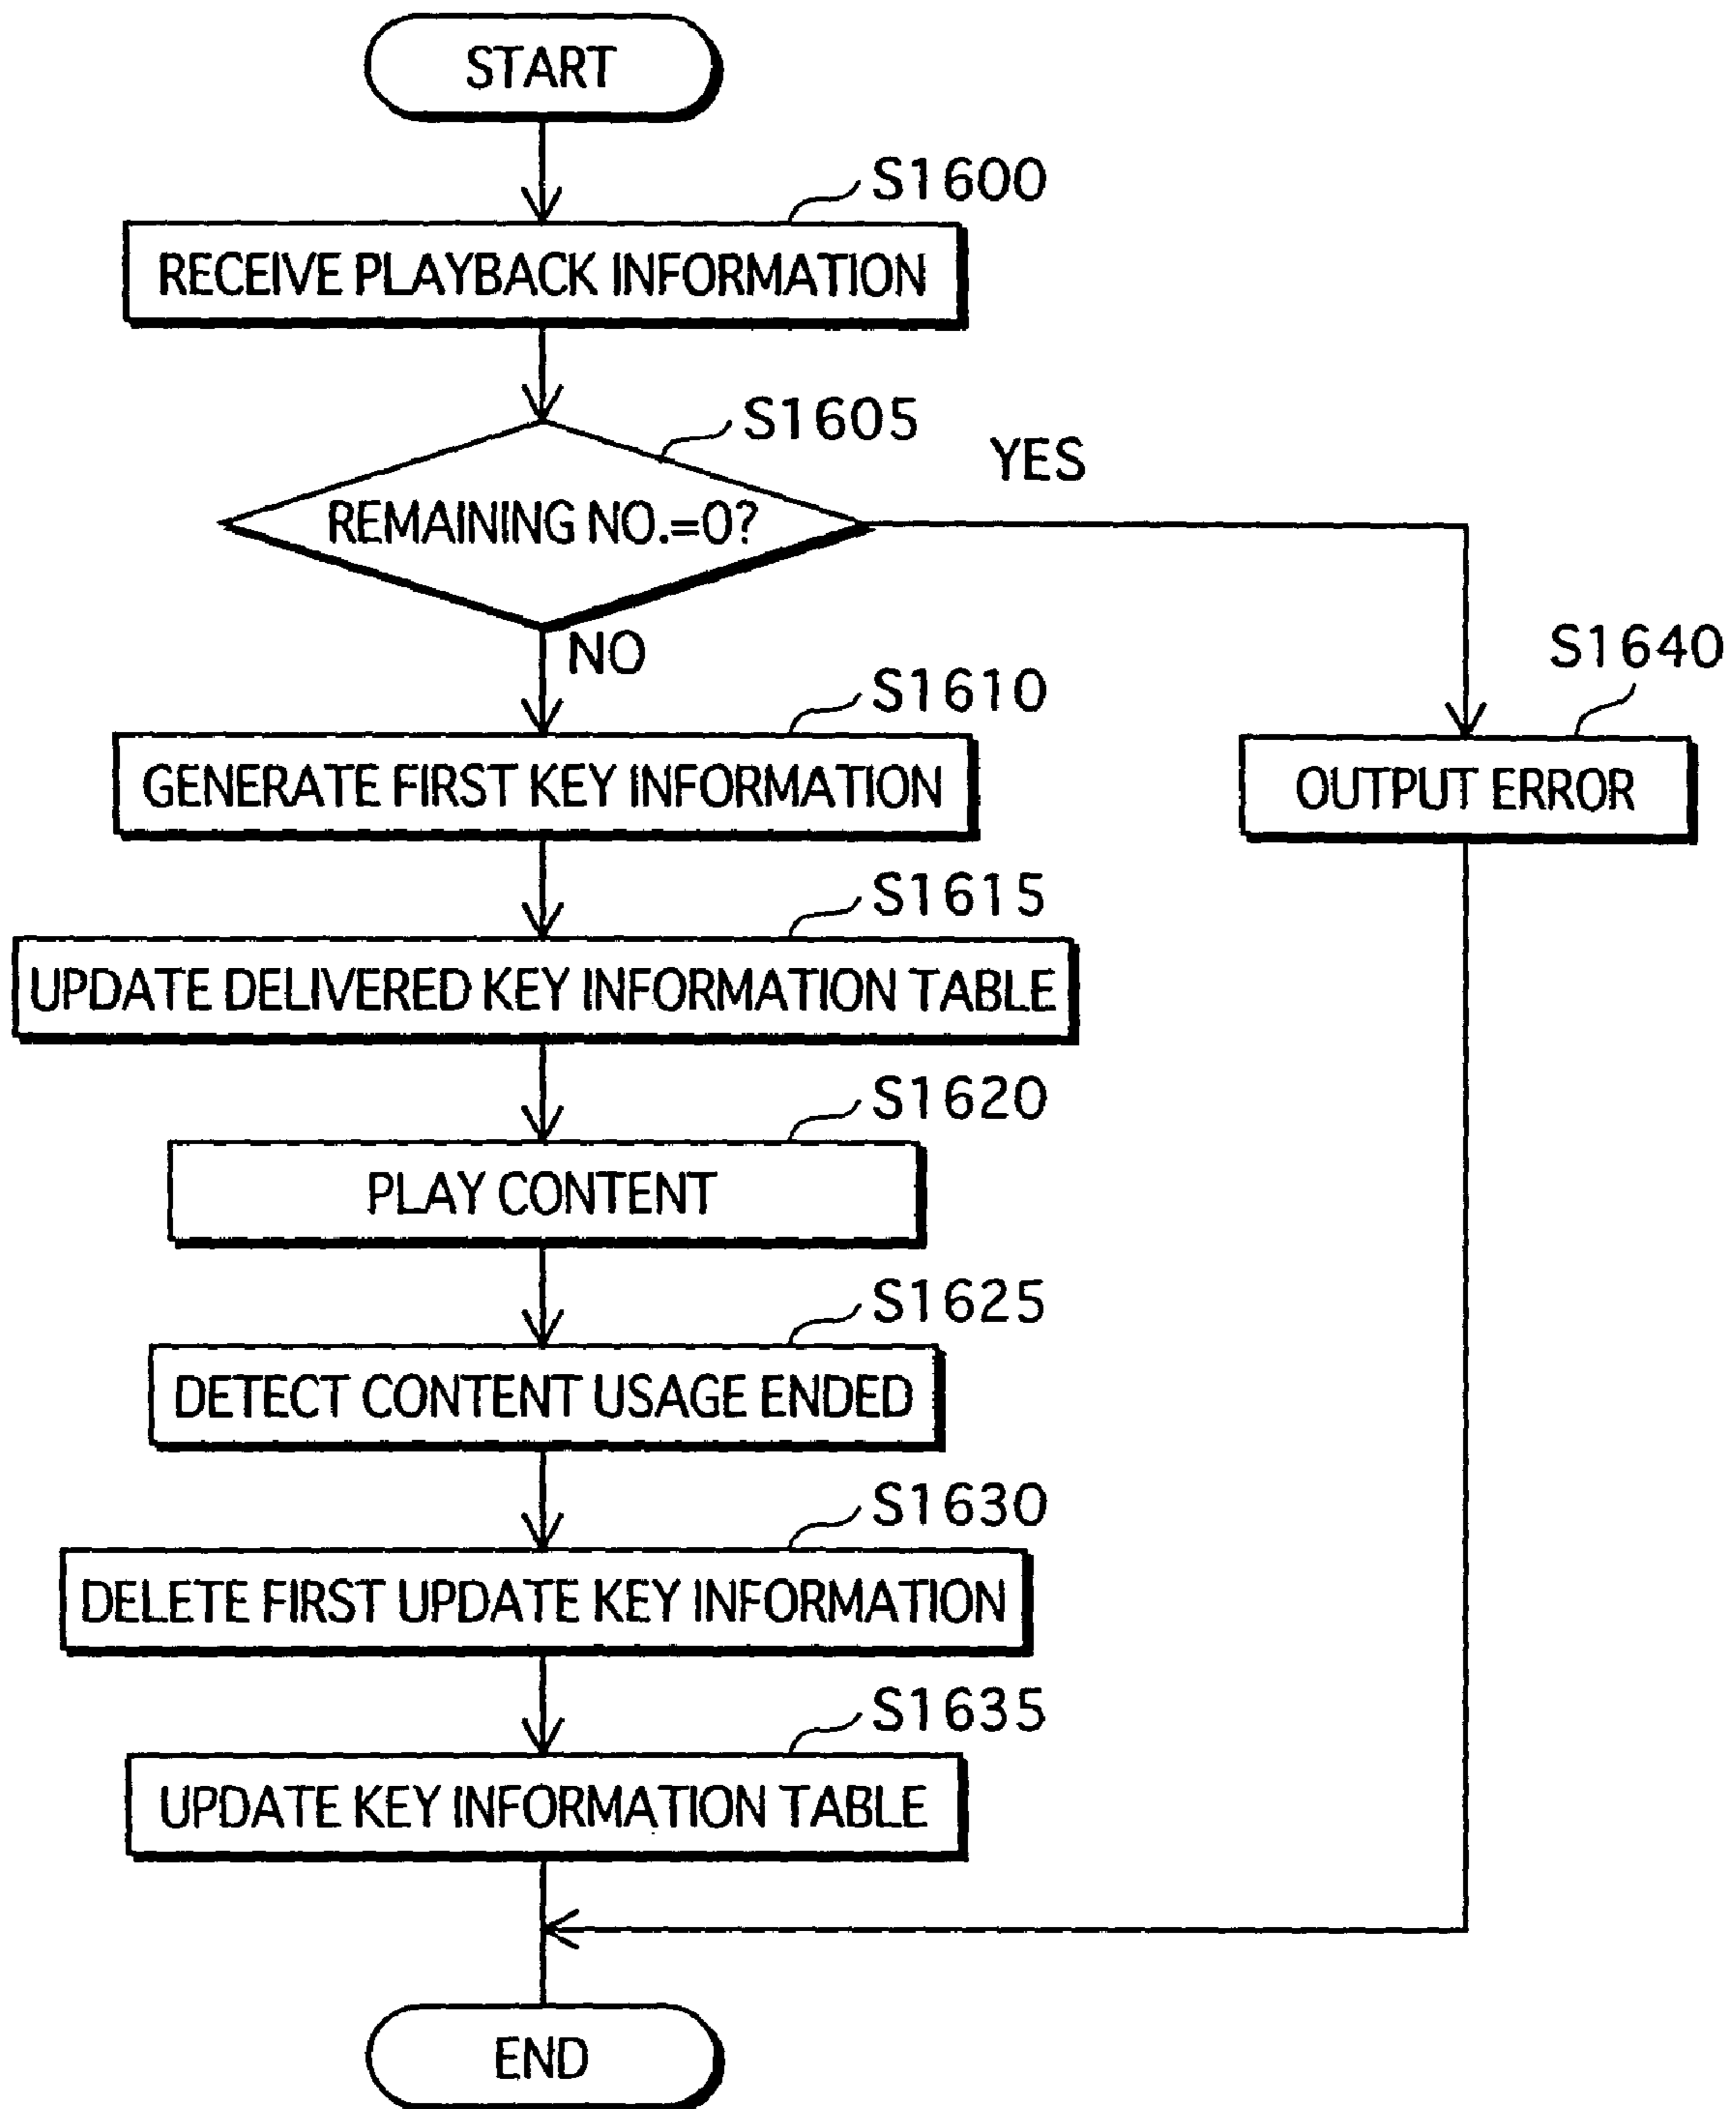 START
S1600
RECEIVE PLAYBACK INFORMATION
S1605
YES
REMAINING NO.=0?
NO
S1640
S1610
GENERATE FIRST KEY INFORMATION
OUTPUT ERROR
S1615
UPDATE DELIVERED KEY INFORMATION TABLE
S1620
PLAY CONTENT
S1625
DETECT CONTENT USAGE ENDED
S1630
DELETE FIRST UPDATE KEY INFORMATION
S1635
UPDATE KEY INFORMATION TABLE
END